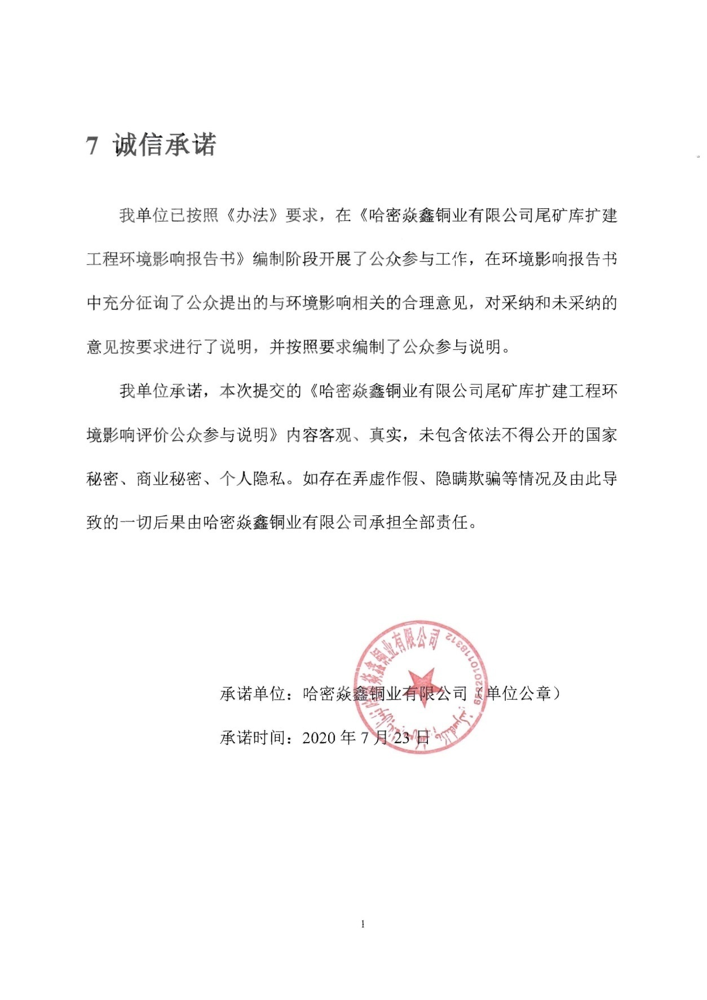 7 诚信承诺
我单位已按照《办法》要求，在《哈密焱鑫铜业有限公司尾矿库扩建
工程环境影响报告书》编制阶段开展了公众参与工作，在环境影响报告书
中充分征询了公众提出的与环境影响相关的合理意见，对采纳和未采纳的
意见按要求进行了说明，并按照要求编制了公众参与说明。
我单位承诺，本次提交的《哈密焱鑫铜业有限公司尾矿库扩建工程环
境影响评价公众参与说明》内容客观、真实，未包含依法不得公开的国家
秘密、商业秘密、个人隐私。如存在弄虚作假、隐瞒欺骗等情况及由此导
致的一切后果由哈密焱鑫铜业有限公司承担全部责任。
哈密焱鑫铜业有限公司
承诺单位：哈密焱鑫铜业有限公司（单位公章）
承诺时间：2020 年 7 月 23 日
1